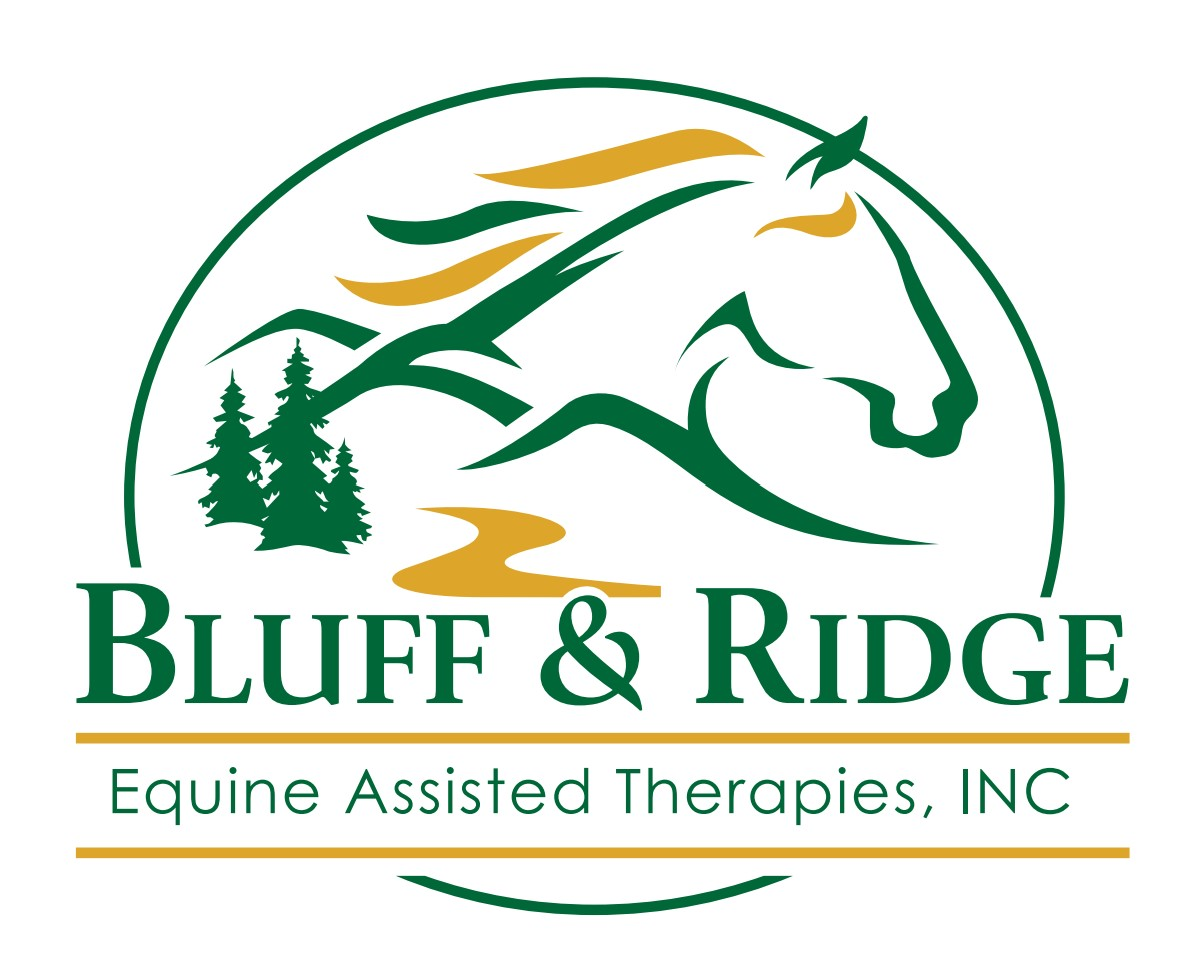 BLUFF & RIDGE
Equine Assisted Therapies, INC